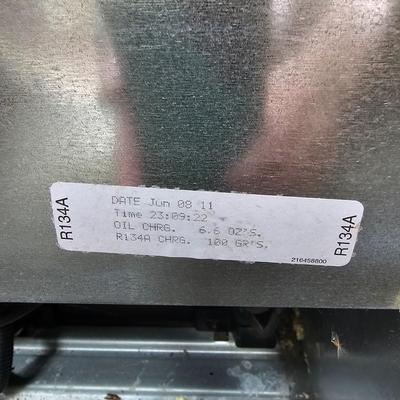 R134A
DATE Jun 08 11
Time 23:09:22
OIL CHRG. 6.6 OZ'S.
R134A CHRG. 100 GR'S.
R134A
216458800